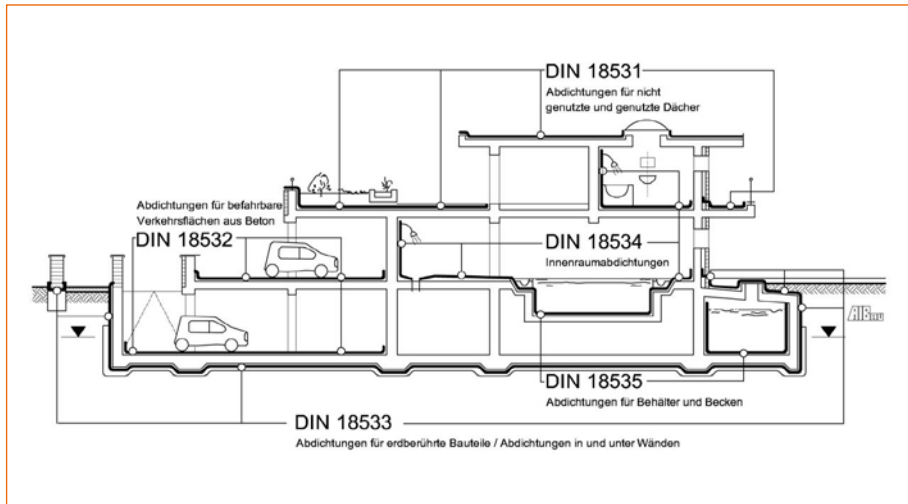 DIN 18531
Abdichtungen für nicht
genutzte und genutzte Dächer
Abdichtungen für befahrbare
Verkehrsflächen aus Beton
DIN 18532
DIN 18534
Innenraumabdichtungen
DIN 18535
Abdichtungen für Behälter und Becken
DIN 18533
Abdichtungen für erdberührte Bauteile / Abdichtungen in und unter Wänden